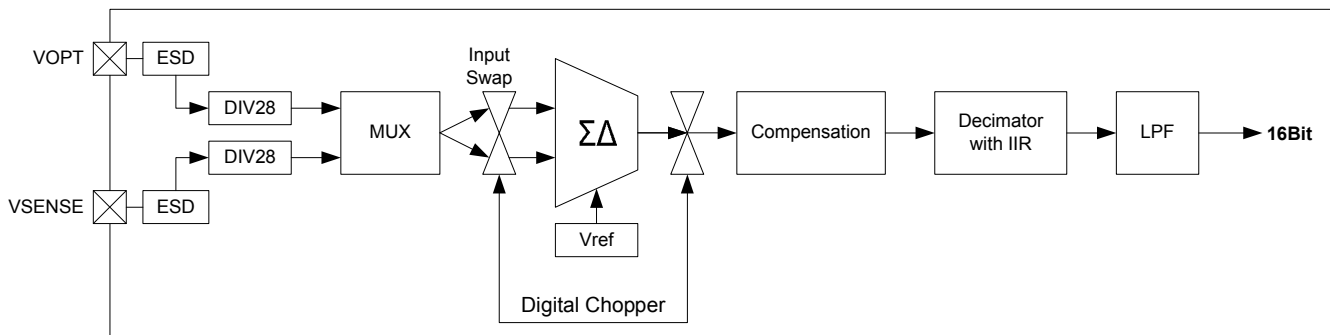 VOPT
ESD
Input
Swap
DIV28
MUX
ΣΔ
Compensation
Decimator
with IIR
LPF
16Bit
DIV28
VSENSE
ESD
Vref
Digital Chopper